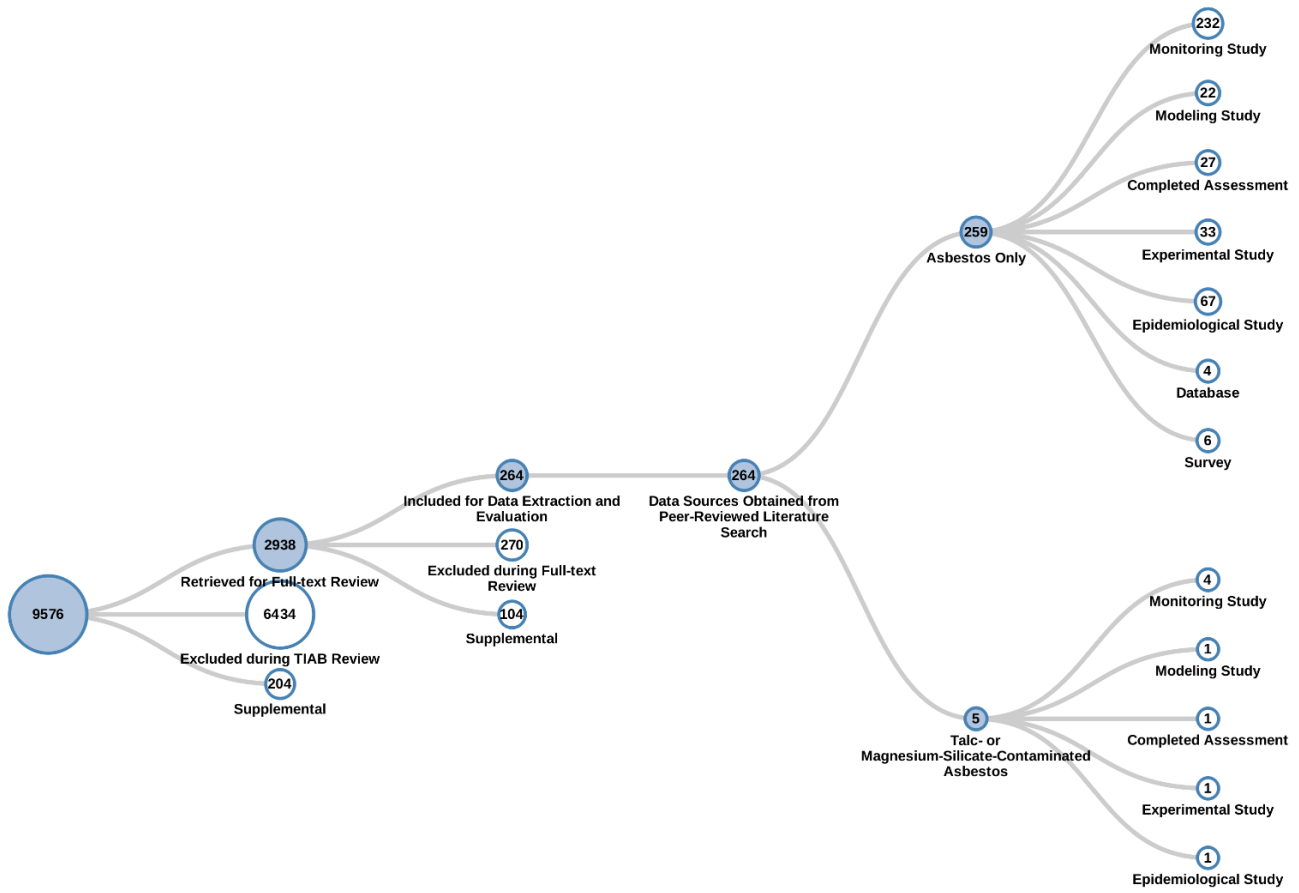 9576
2938
Retrieved for Full-text Review
6434
Excluded during TIAB Review
204
Supplemental
264
Included for Data Extraction and
Evaluation
270
Excluded during Full-text
Review
104
Supplemental
264
Data Sources Obtained from
Peer-Reviewed Literature
Search
259
Asbestos Only
232
Monitoring Study
22
Modeling Study
27
Completed Assessment
33
Experimental Study
67
Epidemiological Study
4
Database
6
Survey
5
Talc- or
Magnesium-Silicate-Contaminated
Asbestos
4
Monitoring Study
1
Modeling Study
1
Completed Assessment
1
Experimental Study
1
Epidemiological Study